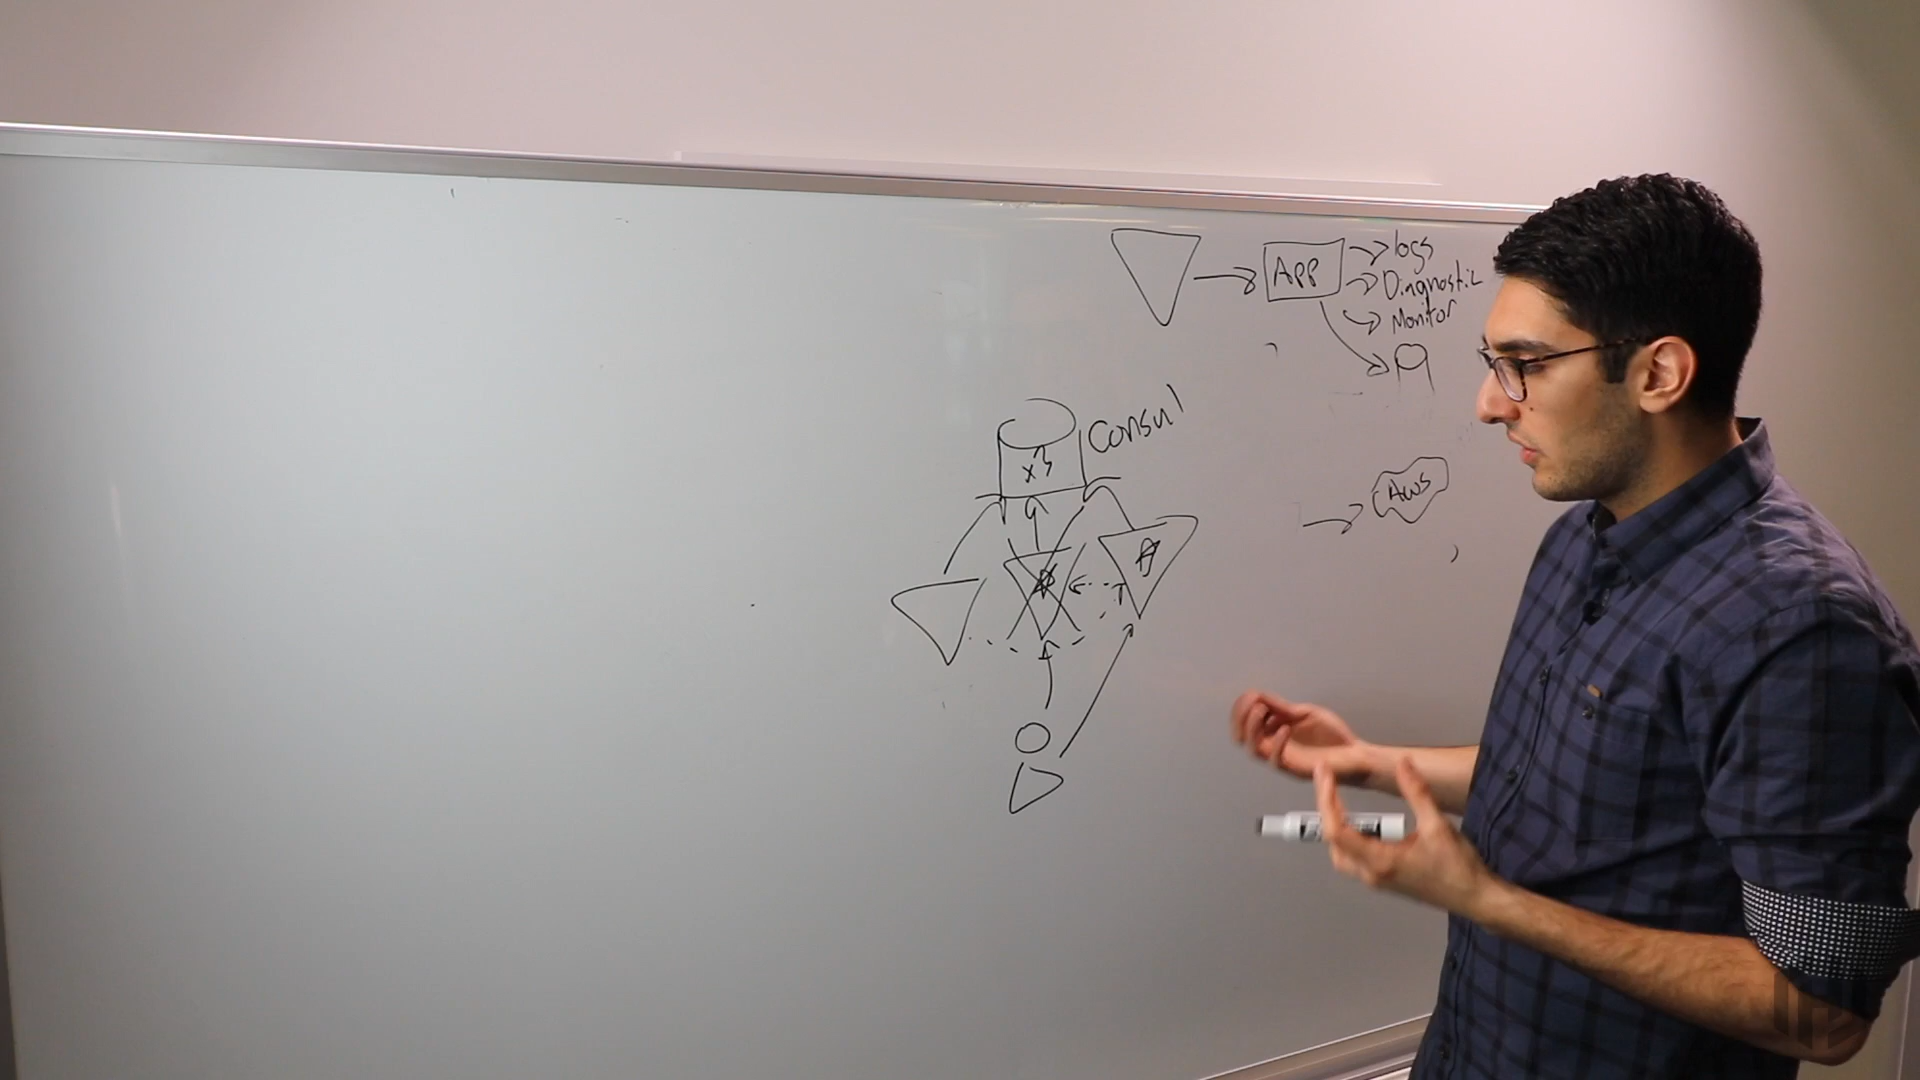 logs
App
Diagnostic
Monitor
Consul
x3
Aws